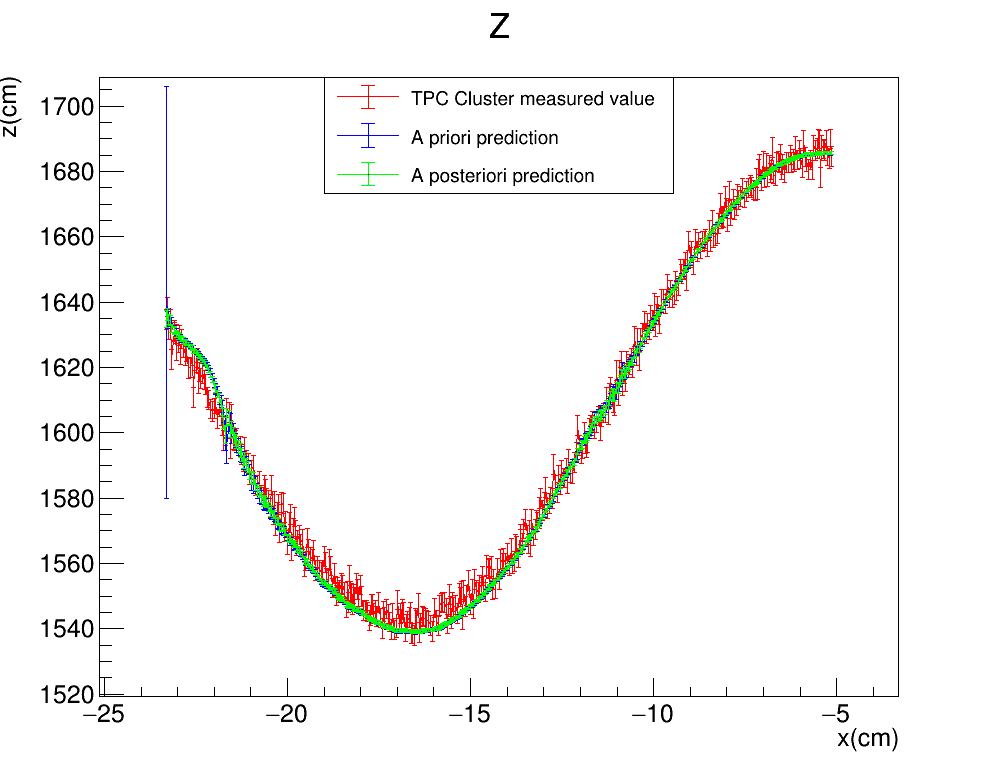 Z
z(cm)
TPC Cluster measured value
A priori prediction
A posteriori prediction
1700
1680
1660
1640
1620
1600
1580
1560
1540
1520
−25 −20 −15 −10 −5
x(cm)